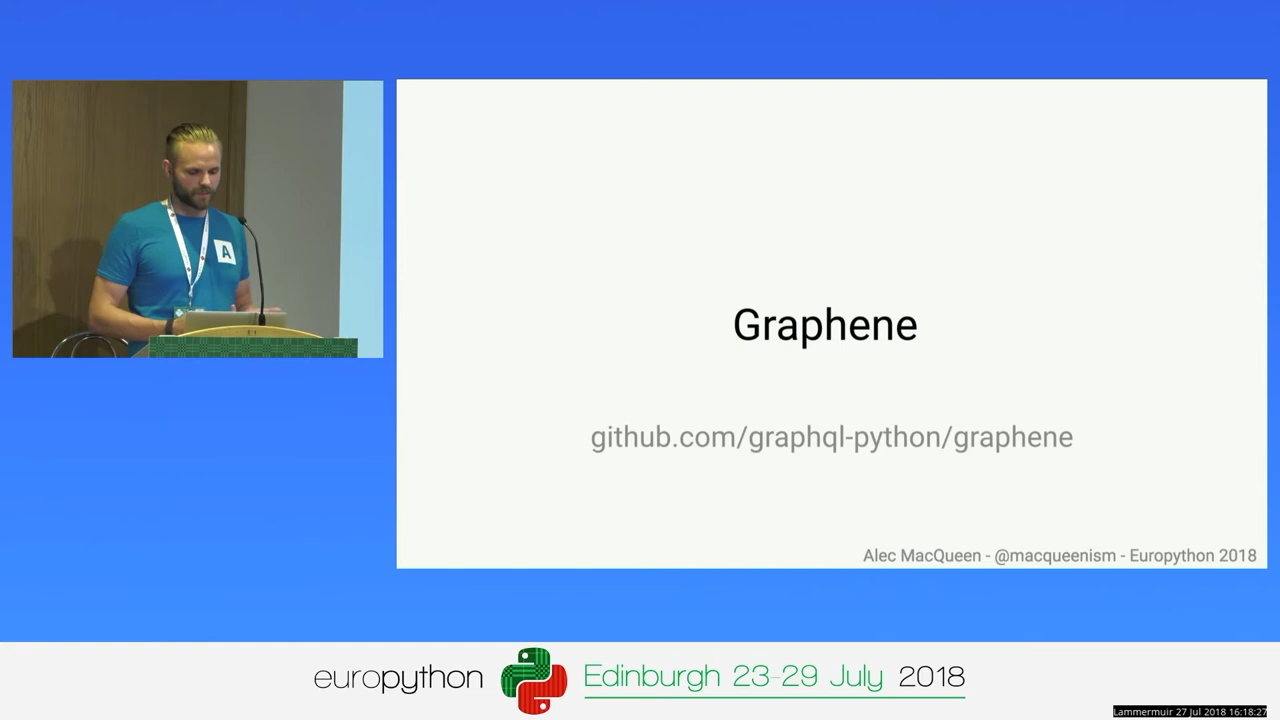 A
Graphene
github.com/graphql-python/graphene
Alec MacQueen - @macqueenism - Europython 2018
europython
Edinburgh 23-29 July 2018
Lammermuir 27 Jul 2018 16:18:27